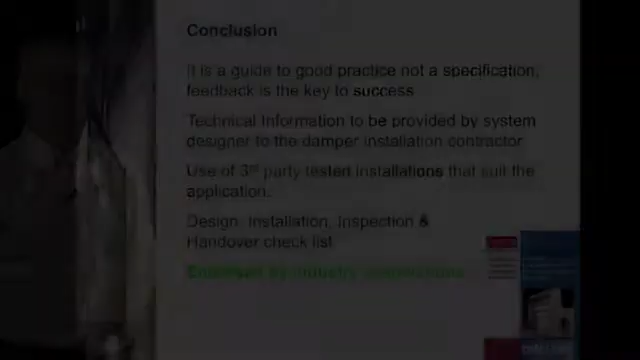 Conclusion
It is a guide to good practice not a specification,
feedback is the key to success
Technical Information to be provided by system
designer to the damper installation contractor
Use of 3rd party tested installations that suit the
application.
Design, Installation, Inspection &
Handover check list
by industry